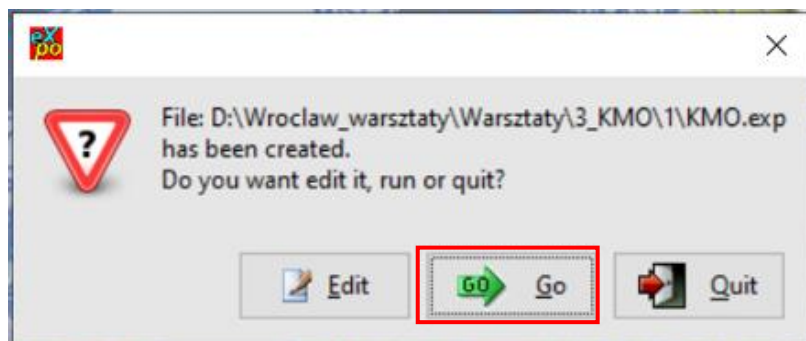 eXpo
File: D:\Wroclaw_warsztaty\Warsztaty\3_KMO\1\KMO.exp
has been created.
Do you want edit it, run or quit?
?
Edit
GO Go
Quit